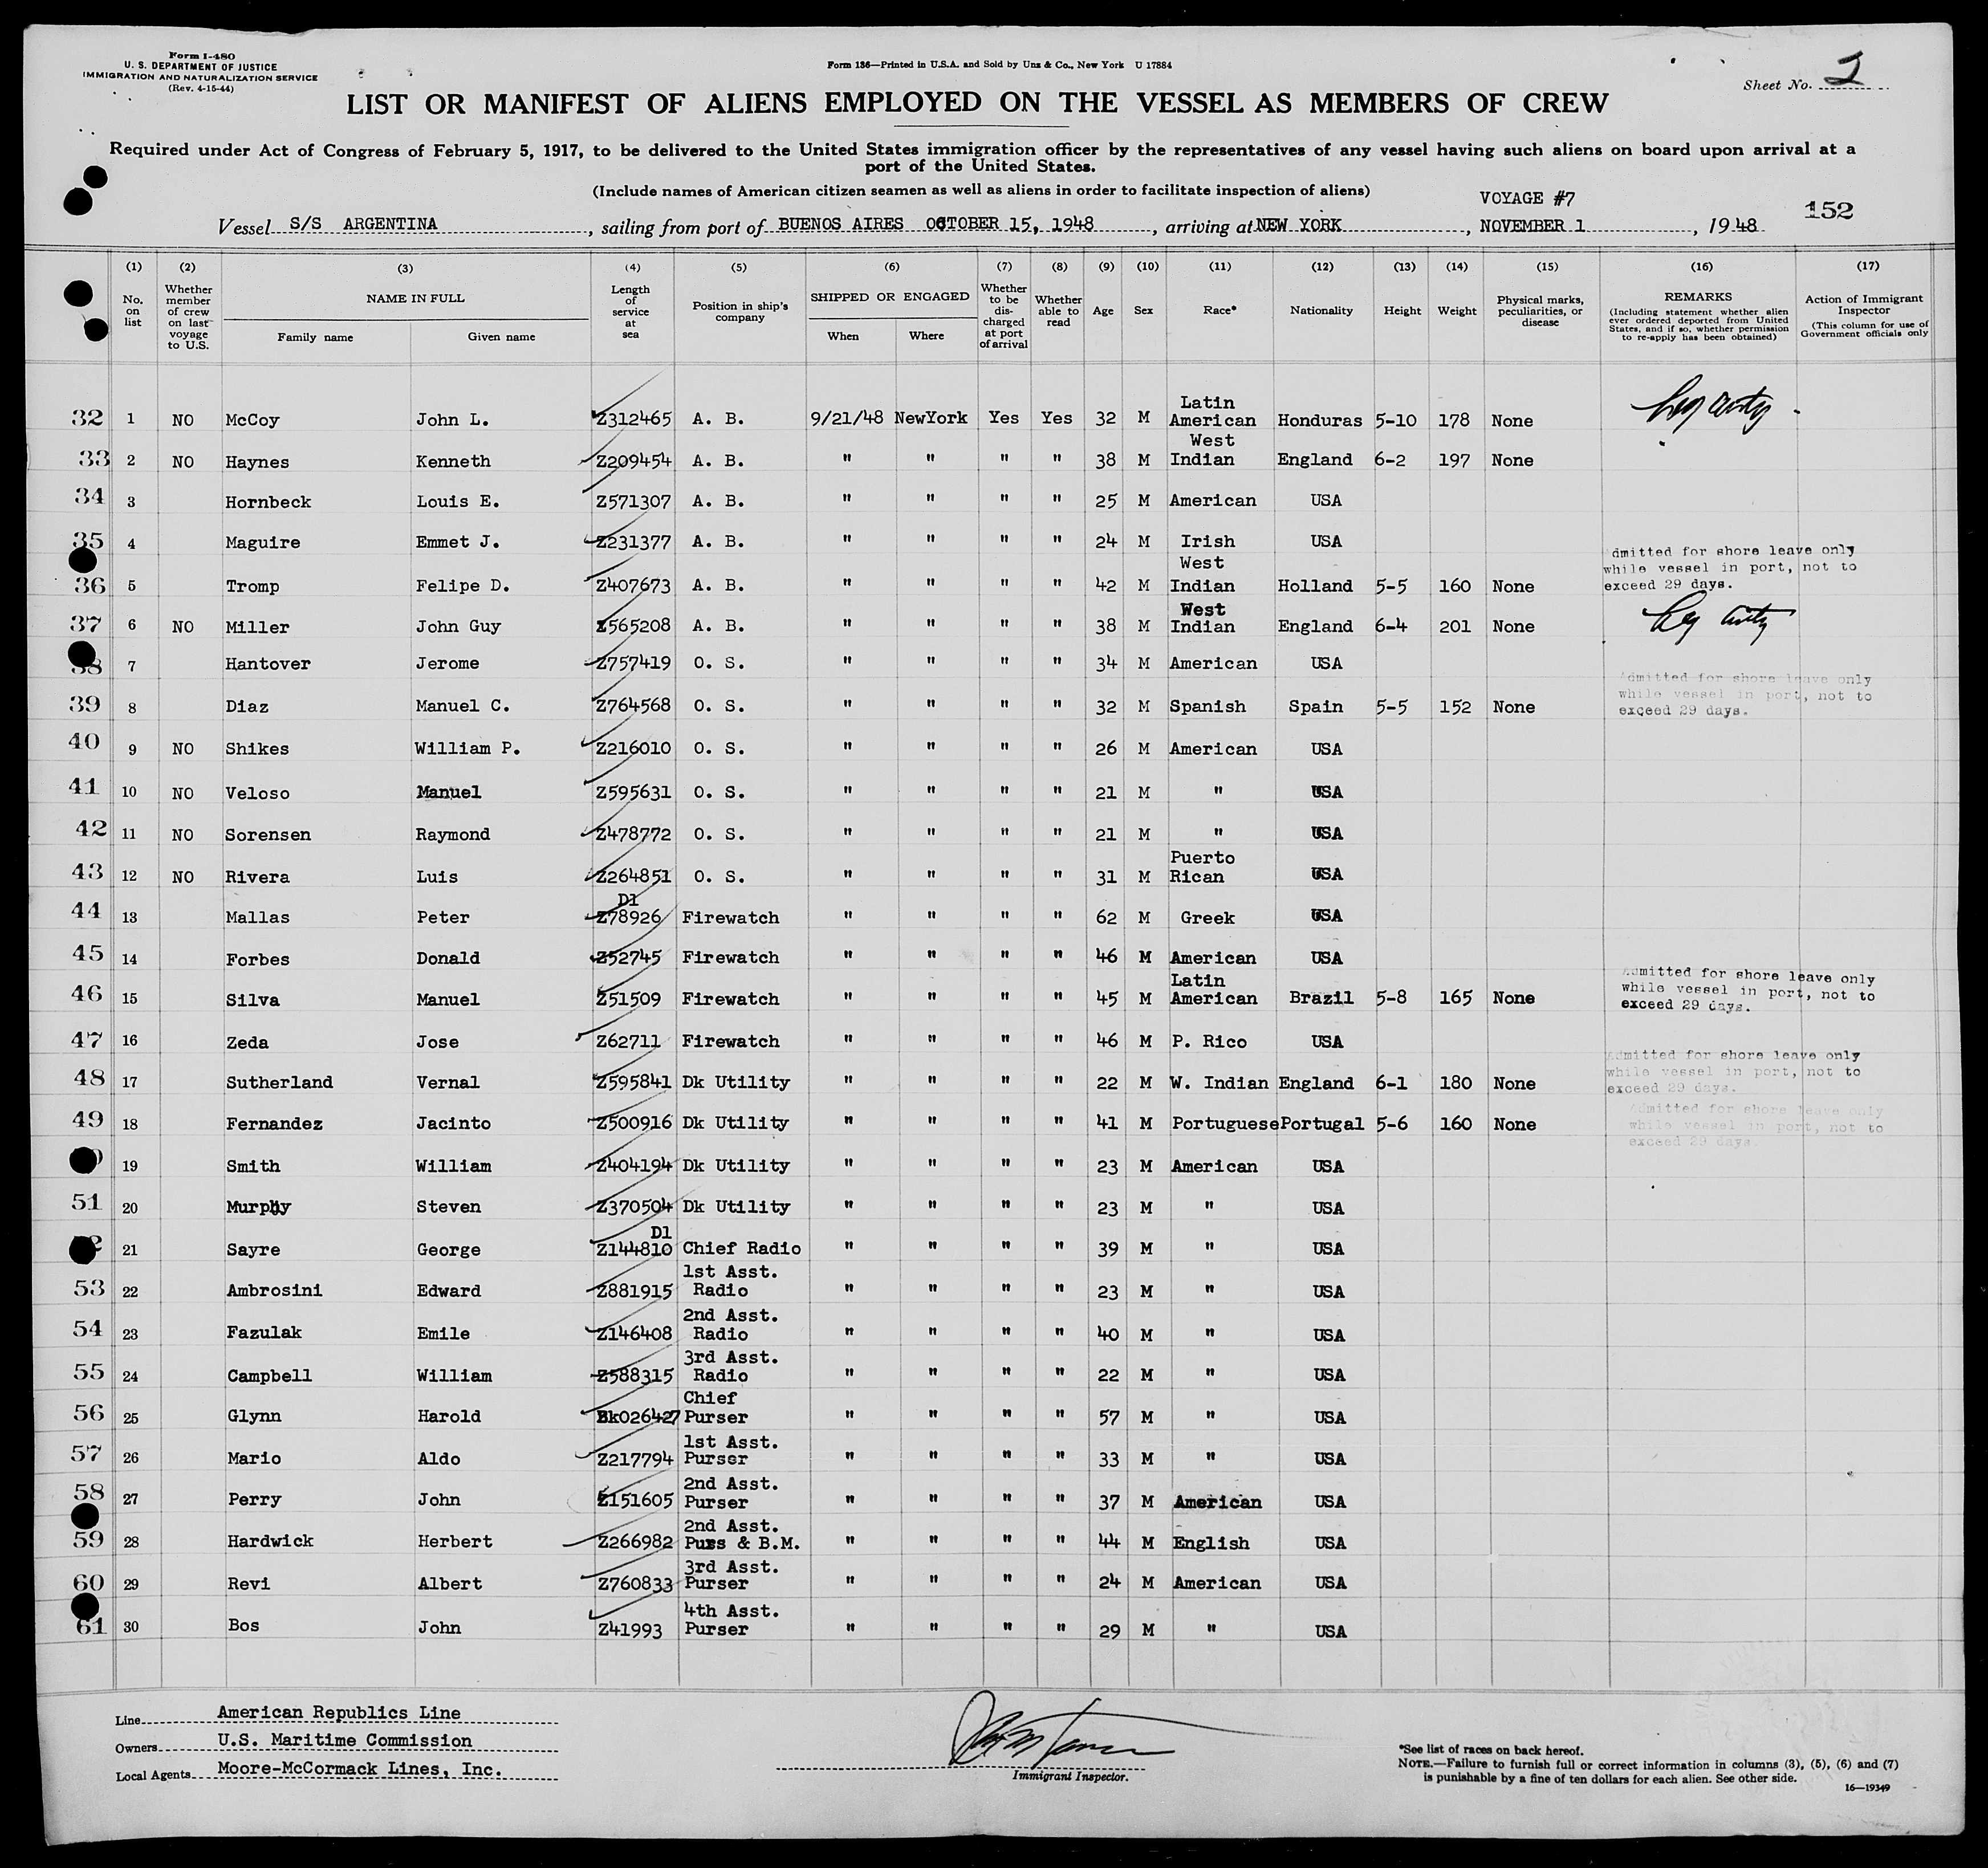 Form I-480
U. S. DEPARTMENT OF JUSTICE
IMMIGRATION AND NATURALIZATION SERVICE
(Rev. 4-15-44)
Form 136—Printed in U.S.A. and Sold by Unz & Co., New York U 17884
Sheet No. 2
LIST OR MANIFEST OF ALIENS EMPLOYED ON THE VESSEL AS MEMBERS OF CREW
Required under Act of Congress of February 5, 1917, to be delivered to the United States immigration officer by the representatives of any vessel having such aliens on board upon arrival at a
port of the United States.
(Include names of American citizen seamen as well as aliens in order to facilitate inspection of aliens)
VOYAGE #7
152
Vessel S/S ARGENTINA, sailing from port of BUENOS AIRES OCTOBER 15, 1948, arriving at NEW YORK, NOVEMBER 1, 1948
(1) (2) (3) (4) (5) (6) (7) (8) (9) (10) (11) (12) (13) (14) (15) (16) (17)
No. on list
Whether member of crew on last voyage to U.S.
NAME IN FULL
Family name Given name
Length of service at sea
Position in ship's company
SHIPPED OR ENGAGED
When Where
Whether to be discharged at port of arrival
Whether able to read
Age Sex Race* Nationality Height Weight
Physical marks, peculiarities, or disease
REMARKS
(Including statement whether alien ever ordered deported from United States, and if so, whether permission to re-apply has been obtained)
Action of Immigrant Inspector
(This column for use of Government officials only
32 1 NO McCoy John L. Z312465 A. B. 9/21/48 NewYork Yes Yes 32 M Latin American Honduras 5-10 178 None
33 2 NO Haynes Kenneth Z209454 A. B. " " " " 38 M West Indian England 6-2 197 None
34 3 Hornbeck Louis E. Z571307 A. B. " " " " 25 M American USA
35 4 Maguire Emmet J. Z231377 A. B. " " " " 24 M Irish USA
36 5 Tromp Felipe D. Z407673 A. B. " " " " 42 M West Indian Holland 5-5 160 None dmitted for shore leave only while vessel in port, not to exceed 29 days.
37 6 NO Miller John Guy Z565208 A. B. " " " " 38 M West Indian England 6-4 201 None
38 7 Hantover Jerome Z757419 O. S. " " " " 34 M American USA
39 8 Diaz Manuel C. Z764568 O. S. " " " " 32 M Spanish Spain 5-5 152 None Admitted for shore leave only while vessel in port, not to exceed 29 days.
40 9 NO Shikes William P. Z216010 O. S. " " " " 26 M American USA
41 10 NO Veloso Manuel Z595631 O. S. " " " " 21 M " USA
42 11 NO Sorensen Raymond Z478772 O. S. " " " " 21 M " USA
43 12 NO Rivera Luis Z264851 O. S. " " " " 31 M Puerto Rican USA
44 13 Mallas Peter Z78926 D1 Firewatch " " " " 62 M Greek USA
45 14 Forbes Donald Z52745 Firewatch " " " " 46 M American USA
46 15 Silva Manuel Z51509 Firewatch " " " " 45 M Latin American Brazil 5-8 165 None Admitted for shore leave only while vessel in port, not to exceed 29 days.
47 16 Zeda Jose Z62711 Firewatch " " " " 46 M P. Rico USA
48 17 Sutherland Vernal Z595841 Dk Utility " " " " 22 M W. Indian England 6-1 180 None Admitted for shore leave only while vessel in port, not to exceed 29 days.
49 18 Fernandez Jacinto Z500916 Dk Utility " " " " 41 M Portuguese Portugal 5-6 160 None Admitted for shore leave only while vessel in port, not to exceed 29 days.
19 Smith William Z404194 Dk Utility " " " " 23 M American USA
51 20 Murphy Steven Z370504 Dk Utility " " " " 23 M " USA
2 21 Sayre George Z144810 D1 Chief Radio " " " " 39 M " USA
53 22 Ambrosini Edward Z881915 1st Asst. Radio " " " " 23 M " USA
54 23 Fazulak Emile Z146408 2nd Asst. Radio " " " " 40 M " USA
55 24 Campbell William Z588315 3rd Asst. Radio " " " " 22 M " USA
56 25 Glynn Harold Bk026427 Chief Purser " " " " 57 M " USA
57 26 Mario Aldo Z217794 1st Asst. Purser " " " " 33 M " USA
58 27 Perry John Z151605 2nd Asst. Purser " " " " 37 M American USA
59 28 Hardwick Herbert Z266982 2nd Asst. Purs & B.M. " " " " 44 M English USA
60 29 Revi Albert Z760833 3rd Asst. Purser " " " " 24 M American USA
61 30 Bos John Z41993 4th Asst. Purser " " " " 29 M " USA
Line American Republics Line
Owners U.S. Maritime Commission
Local Agents Moore-McCormack Lines, Inc.
Immigrant Inspector.
*See list of races on back hereof.
NOTE.—Failure to furnish full or correct information in columns (3), (5), (6) and (7)
is punishable by a fine of ten dollars for each alien. See other side.
16—19349